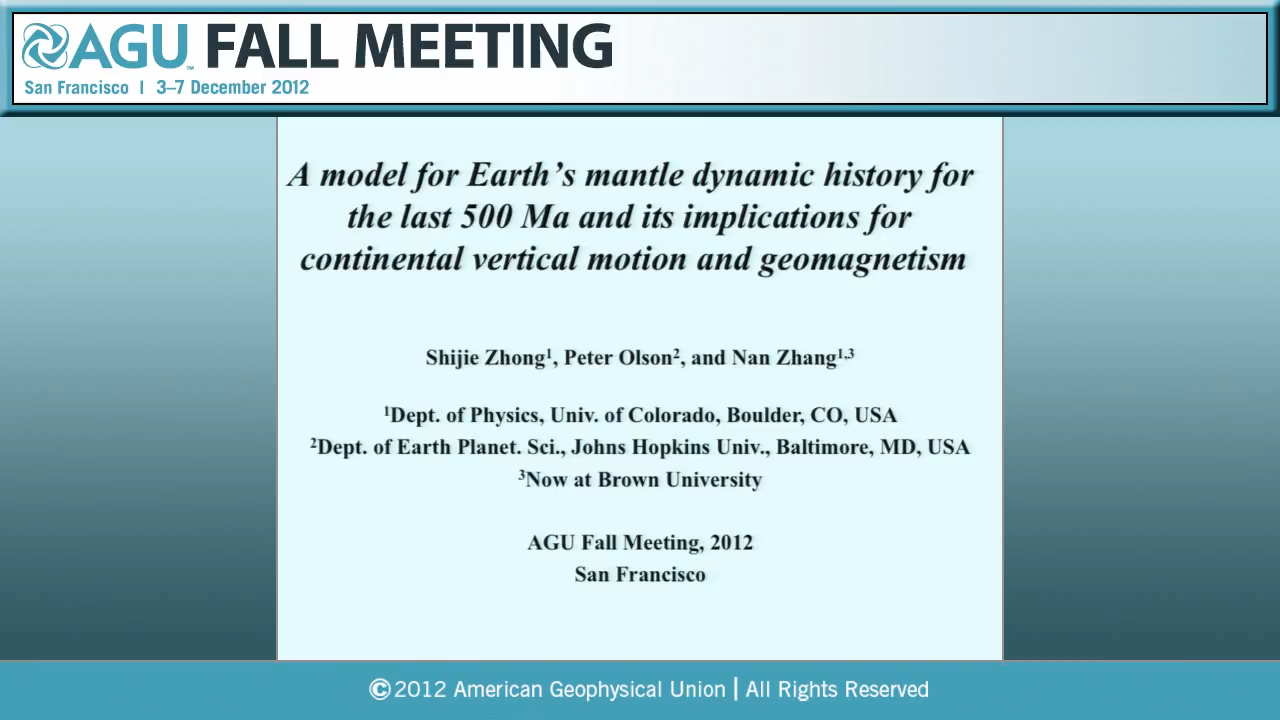 AGU™ FALL MEETING
San Francisco | 3–7 December 2012
A model for Earth’s mantle dynamic history for
the last 500 Ma and its implications for
continental vertical motion and geomagnetism
Shijie Zhong¹, Peter Olson², and Nan Zhang¹,³
¹Dept. of Physics, Univ. of Colorado, Boulder, CO, USA
²Dept. of Earth Planet. Sci., Johns Hopkins Univ., Baltimore, MD, USA
³Now at Brown University
AGU Fall Meeting, 2012
San Francisco
©2012 American Geophysical Union | All Rights Reserved